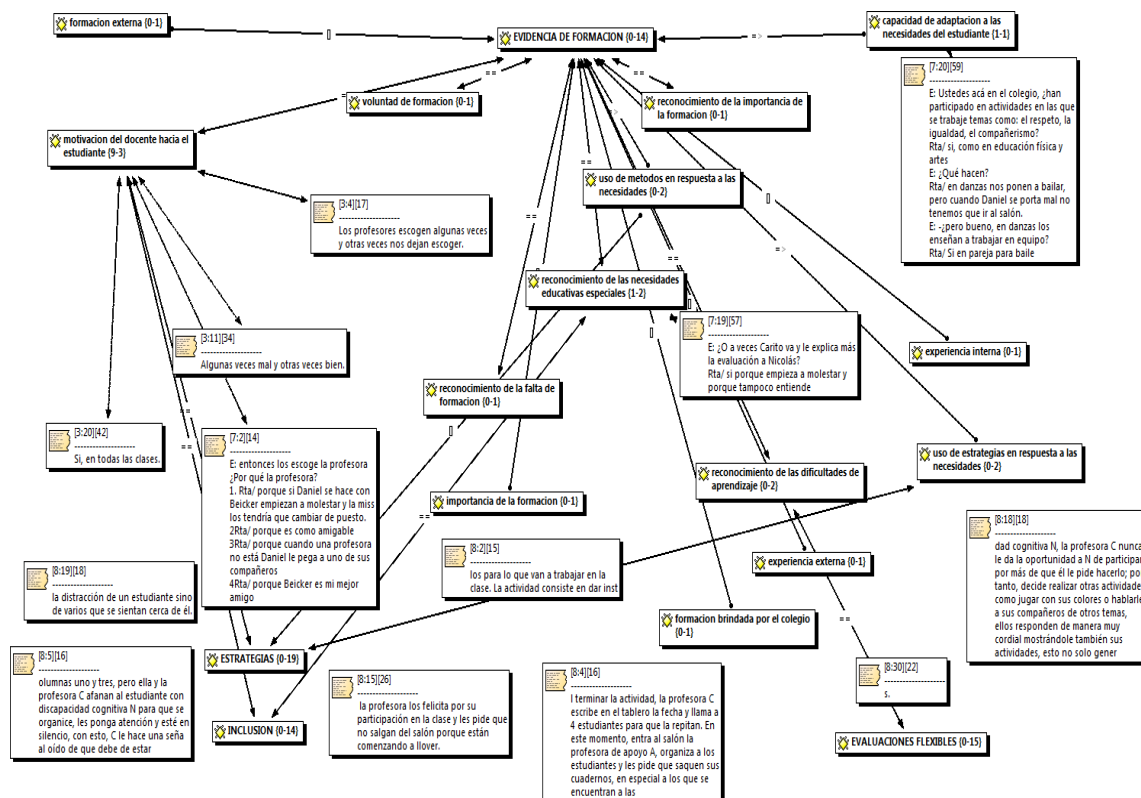 formacion externa {0-1}
EVIDENCIA DE FORMACION {0-14}
capacidad de adaptacion a las
necesidades del estudiante {1-1}
[]
=>
[7:20][59]
--------------------
E: Ustedes acá en el colegio, ¿han
participado en actividades en las que
se trabaje temas como: el respeto, la
igualdad, el compañerismo?
Rta/ si, como en educación física y
artes
E: ¿Qué hacen?
Rta/ en danzas nos ponen a bailar,
pero cuando Daniel se porta mal no
tenemos que ir al salón.
E: -¿pero bueno, en danzas los
enseñan a trabajar en equipo?
Rta/ Si en pareja para baile
==
==
voluntad de formacion {0-1}
reconocimiento de la importancia de
la formacion {0-1}
motivacion del docente hacia el
estudiante {9-3}
uso de metodos en respuesta a las
necesidades {0-2}
[3:4][17]
--------------------
Los profesores escogen algunas veces
y otras veces nos dejan escoger.
==
=>
reconocimiento de las necesidades
educativas especiales {1-2}
[7:19][57]
--------------------
E: ¿O a veces Carito va y le explica más
la evaluación a Nicolás?
Rta/ si porque empieza a molestar y
porque tampoco entiende
[3:11][34]
--------------------
Algunas veces mal y otras veces bien.
experiencia interna {0-1}
reconocimiento de la falta de
formacion {0-1}
[3:20][42]
--------------------
Si, en todas las clases.
[7:2][14]
--------------------
E: entonces los escoge la profesora
¿Por qué la profesora?
1. Rta/ porque si Daniel se hace con
Beicker empiezan a molestar y la miss
los tendría que cambiar de puesto.
2Rta/ porque es como amigable
3Rta/ porque cuando una profesora
no está Daniel le pega a uno de sus
compañeros
4Rta/ porque Beicker es mi mejor
amigo
uso de estrategias en respuesta a las
necesidades {0-2}
reconocimiento de las dificultades de
aprendizaje {0-2}
importancia de la formacion {0-1}
[8:18][18]
--------------------
dad cognitiva N, la profesora C nunca
le da la oportunidad a N de participar
por más de que él le pide hacerlo; por
tanto, decide realizar otras actividades
como jugar con sus colores o hablarle
a sus compañeros de otros temas,
ellos responden de manera muy
cordial mostrándole también sus
actividades, esto no solo gener
[8:2][15]
--------------------
los para lo que van a trabajar en la
clase. La actividad consiste en dar inst
experiencia externa {0-1}
[8:19][18]
--------------------
la distracción de un estudiante sino
de varios que se sientan cerca de él.
formacion brindada por el colegio
{0-1}
[8:5][16]
--------------------
olumnas uno y tres, pero ella y la
profesora C afanan al estudiante con
discapacidad cognitiva N para que se
organice, les ponga atención y esté en
silencio, con esto, C le hace una seña
al oído de que debe de estar
ESTRATEGIAS {0-19}
[8:15][26]
--------------------
la profesora los felicita por su
participación en la clase y les pide que
no salgan del salón porque están
comenzando a llover.
[8:4][16]
--------------------
l terminar la actividad, la profesora C
escribe en el tablero la fecha y llama a
4 estudiantes para que la repitan. En
este momento, entra al salón la
profesora de apoyo A, organiza a los
estudiantes y les pide que saquen sus
cuadernos, en especial a los que se
encuentran a las
[8:30][22]
--------------------
s.
INCLUSION {0-14}
EVALUACIONES FLEXIBLES {0-15}